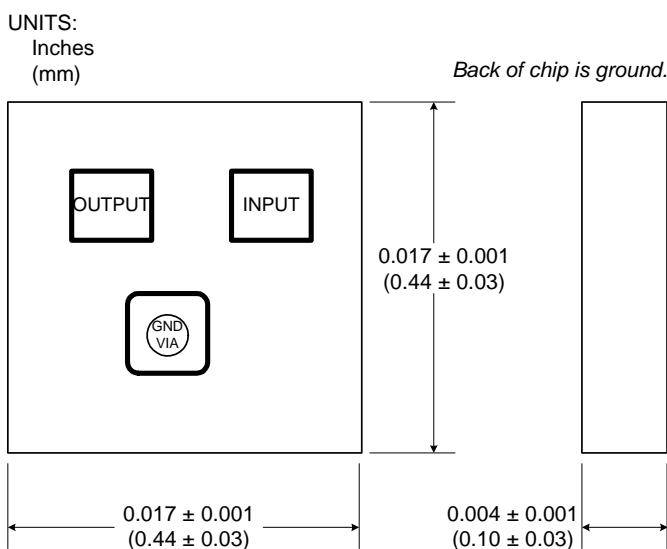 UNITS:
Inches
(mm)
Back of chip is ground.
OUTPUT
INPUT
0.017 ± 0.001
(0.44 ± 0.03)
GND
VIA
0.017 ± 0.001
(0.44 ± 0.03)
0.004 ± 0.001
(0.10 ± 0.03)